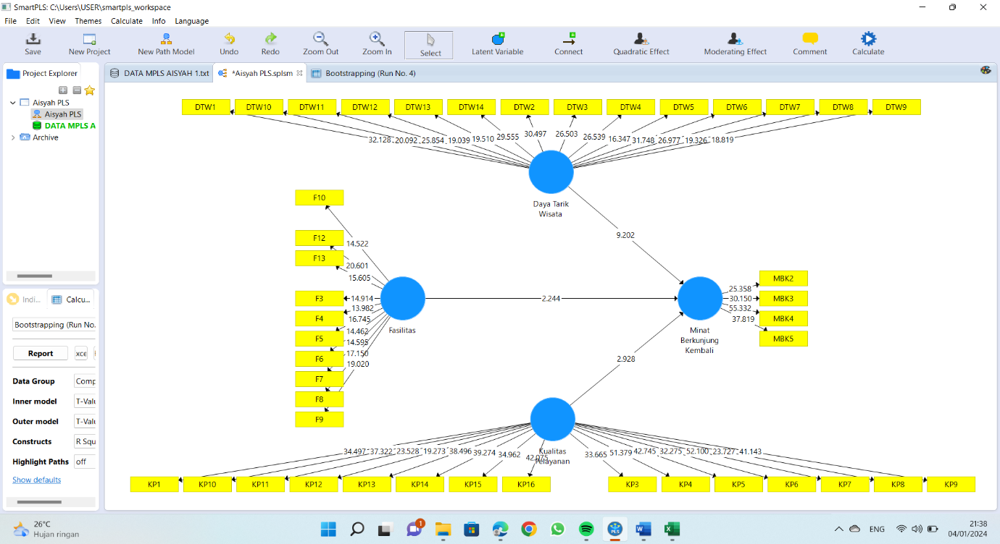 SmartPLS: C:\Users\USER\smartpls_workspace
File Edit View Themes Calculate Info Language
Save New Project New Path Model Undo Redo Zoom Out Zoom In Select Latent Variable Connect Quadratic Effect Moderating Effect Comment Calculate
Project Explorer
DATA MPLS AISYAH 1.txt *Aisyah PLS.splsm Bootstrapping (Run No. 4)
Aisyah PLS
Aisyah PLS
DATA MPLS A
Archive
DTW1 DTW10 DTW11 DTW12 DTW13 DTW14 DTW2 DTW3 DTW4 DTW5 DTW6 DTW7 DTW8 DTW9
32.128 20.092 25.854 19.039 19.510 29.555 30.497 26.503 26.539 16.347 31.748 26.977 19.326 18.819
Daya Tarik
Wisata
F10
F12
F13
F3
F4
F5
F6
F7
F8
F9
14.522
20.601
15.605
14.914
13.982
16.745
14.462
14.595
17.150
19.020
Fasilitas
9.202
2.244
2.928
Minat
Berkunjung
Kembali
25.358
30.150
55.332
37.819
MBK2
MBK3
MBK4
MBK5
Kualitas
Pelayanan
34.497 37.322 23.528 19.273 38.496 39.274 34.962 42.075 33.665 51.379 42.745 32.275 52.100 23.727 41.143
KP1 KP10 KP11 KP12 KP13 KP14 KP15 KP16 KP3 KP4 KP5 KP6 KP7 KP8 KP9
Indi... Calcu...
Bootstrapping (Run No.
Report xce
Data Group Comp
Inner model T-Valu
Outer model T-Valu
Constructs R Squ
Highlight Paths off
Show defaults
26°C
Hujan ringan
1
PLS
W
X
ENG
21:38
04/01/2024